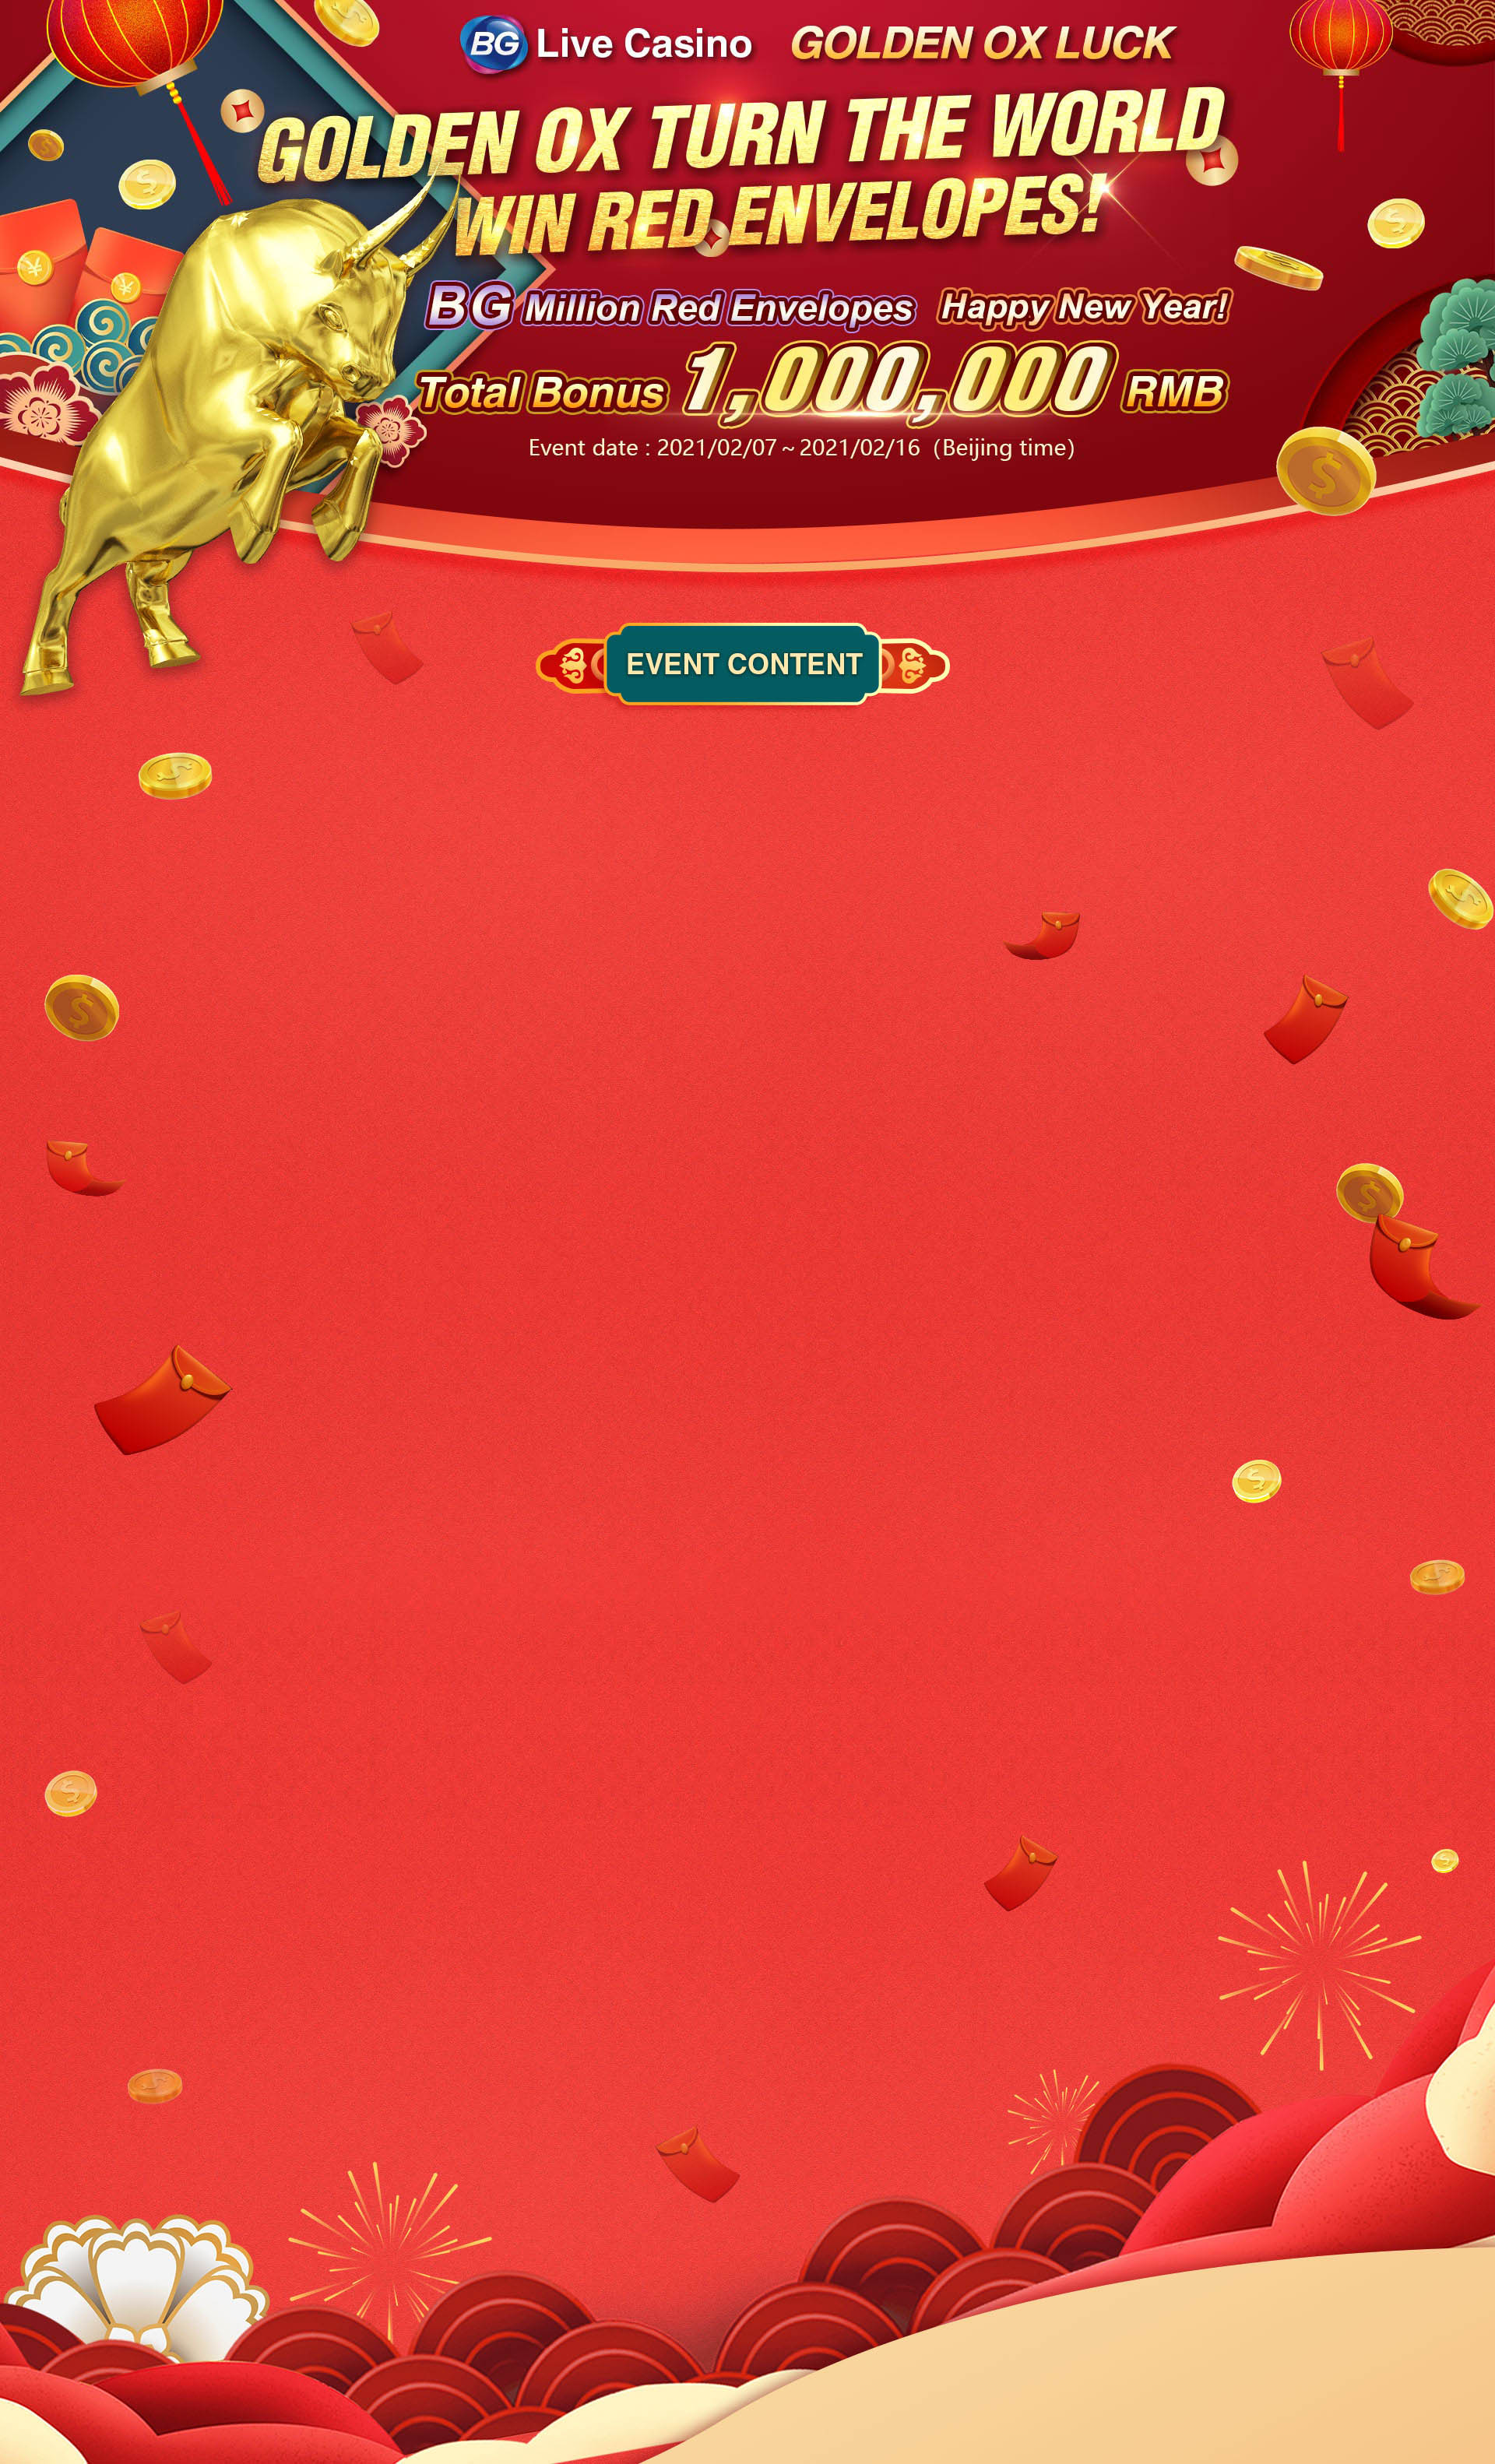 BG Live Casino GOLDEN OX LUCK
GOLDEN OX TURN THE WORLD
WIN RED ENVELOPES!
BG Million Red Envelopes Happy New Year!
Total Bonus 1,000,000 RMB
Event date : 2021/02/07 ~ 2021/02/16 (Beijing time)
EVENT CONTENT